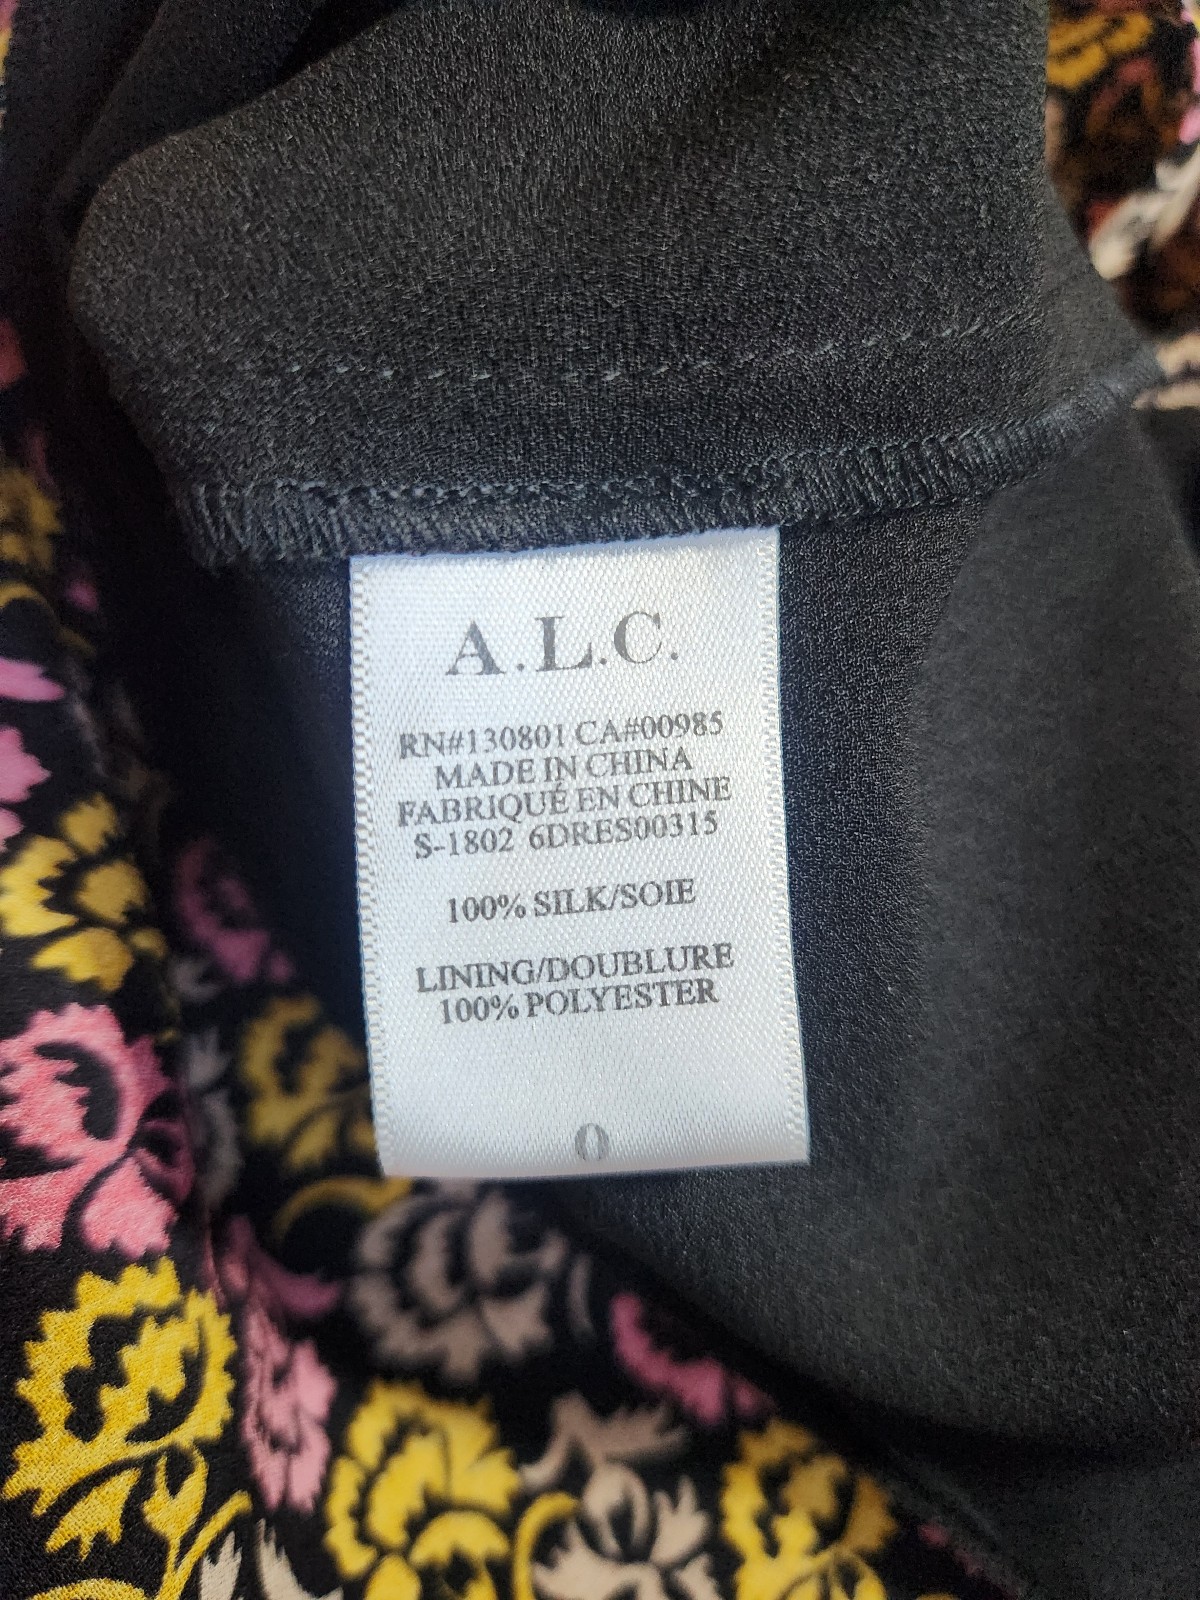 A.L.C.
RN#130801 CA#00985
MADE IN CHINA
FABRIQUÉ EN CHINE
S-1802 6DRES00315
100% SILK/SOIE
LINING/DOUBLURE
100% POLYESTER
0